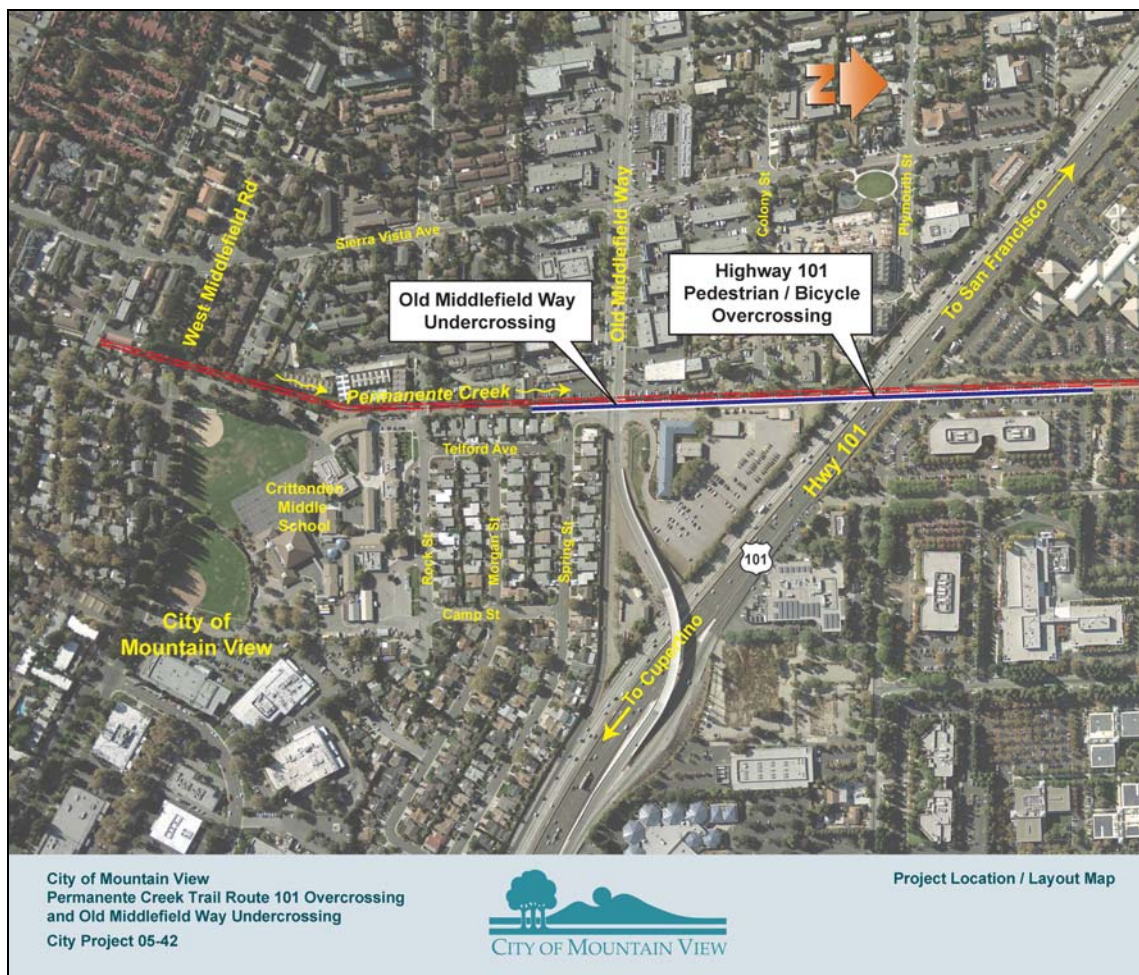 N
West Middlefield Rd
Sierra Vista Ave
Old Middlefield Way
Colony St
Plymouth St
To San Francisco
Old Middlefield Way
Undercrossing
Highway 101
Pedestrian / Bicycle
Overcrossing
Permanente Creek
Hwy 101
Telford Ave
Crittenden
Middle
School
Rock St
Morgan St
Spring St
101
Camp St
City of
Mountain View
To Cupertino
City of Mountain View
Permanente Creek Trail Route 101 Overcrossing
and Old Middlefield Way Undercrossing
City Project 05-42
CITY OF MOUNTAIN VIEW
Project Location / Layout Map